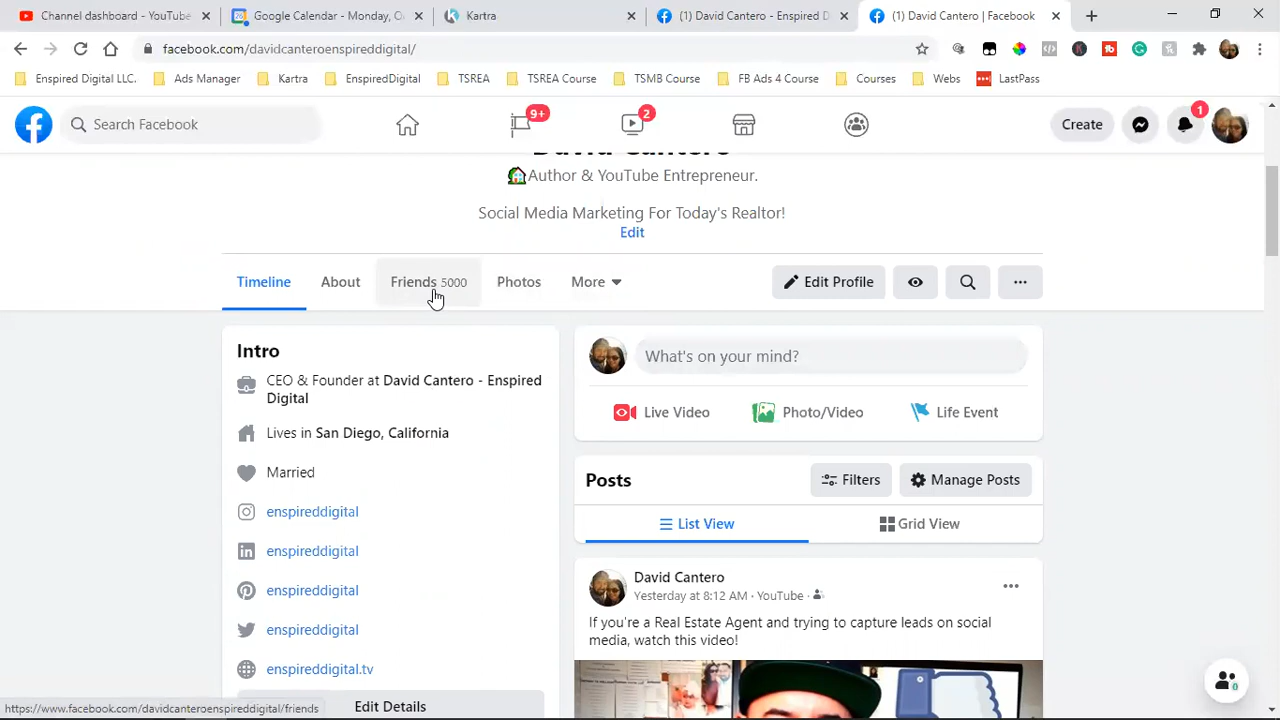 Channel dashboard - YouTube
Google Calendar - Monday, G
Kartra
(1) David Cantero - Enspired D
(1) David Cantero | Facebook
facebook.com/davidcanteroenspireddigital/
Enspired Digital LLC.
Ads Manager
Kartra
EnspiredDigital
TSREA
TSREA Course
TSMB Course
FB Ads 4 Course
Courses
Webs
LastPass
Search Facebook
9+
2
Create
1
David Cantero
Author & YouTube Entrepreneur.
Social Media Marketing For Today's Realtor!
Edit
Timeline
About
Friends 5000
Photos
More
Edit Profile
Intro
CEO & Founder at David Cantero - Enspired
Digital
Lives in San Diego, California
Married
enspireddigital
enspireddigital
enspireddigital
enspireddigital
enspireddigital.tv
Edit Details
What's on your mind?
Live Video
Photo/Video
Life Event
Posts
Filters
Manage Posts
List View
Grid View
David Cantero
Yesterday at 8:12 AM · YouTube ·
If you're a Real Estate Agent and trying to capture leads on social
media, watch this video!
https://www.facebook.com/davidcanteroenspireddigital/friends